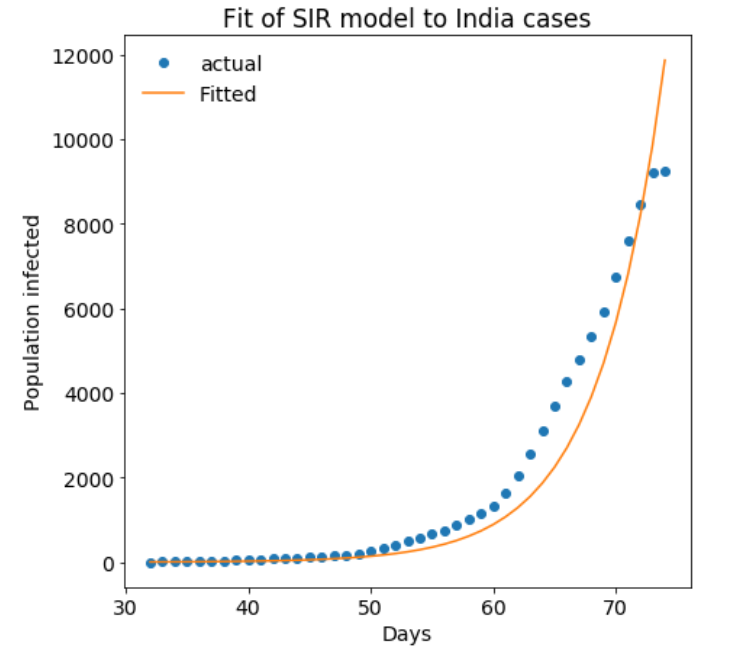 Fit of SIR model to India cases
actual
Fitted
12000
10000
8000
6000
4000
2000
0
Population infected
30 40 50 60 70
Days